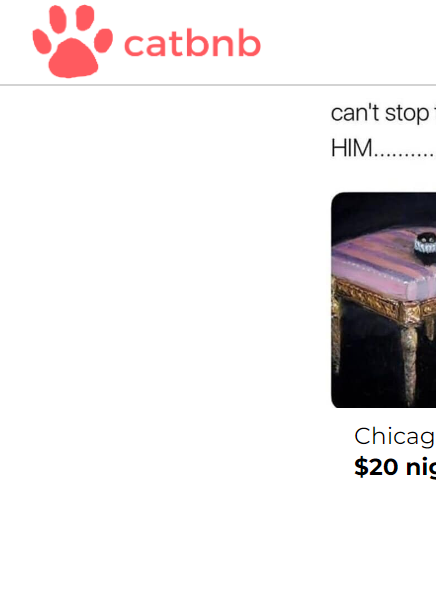 catbnb
can't stop
HIM..........
Chicag
$20 nig